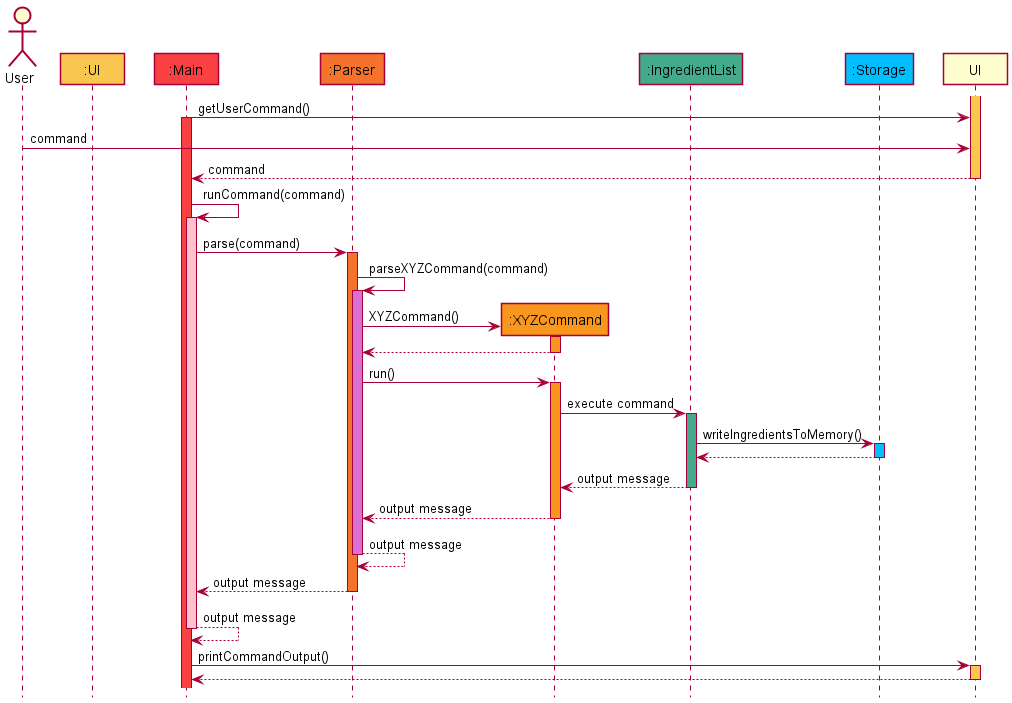 User
:UI
:Main
:Parser
:IngredientList
:Storage
UI
getUserCommand()
command
command
runCommand(command)
parse(command)
parseXYZCommand(command)
XYZCommand()
:XYZCommand
run()
execute command
writeIngredientsToMemory()
output message
output message
output message
output message
output message
printCommandOutput()